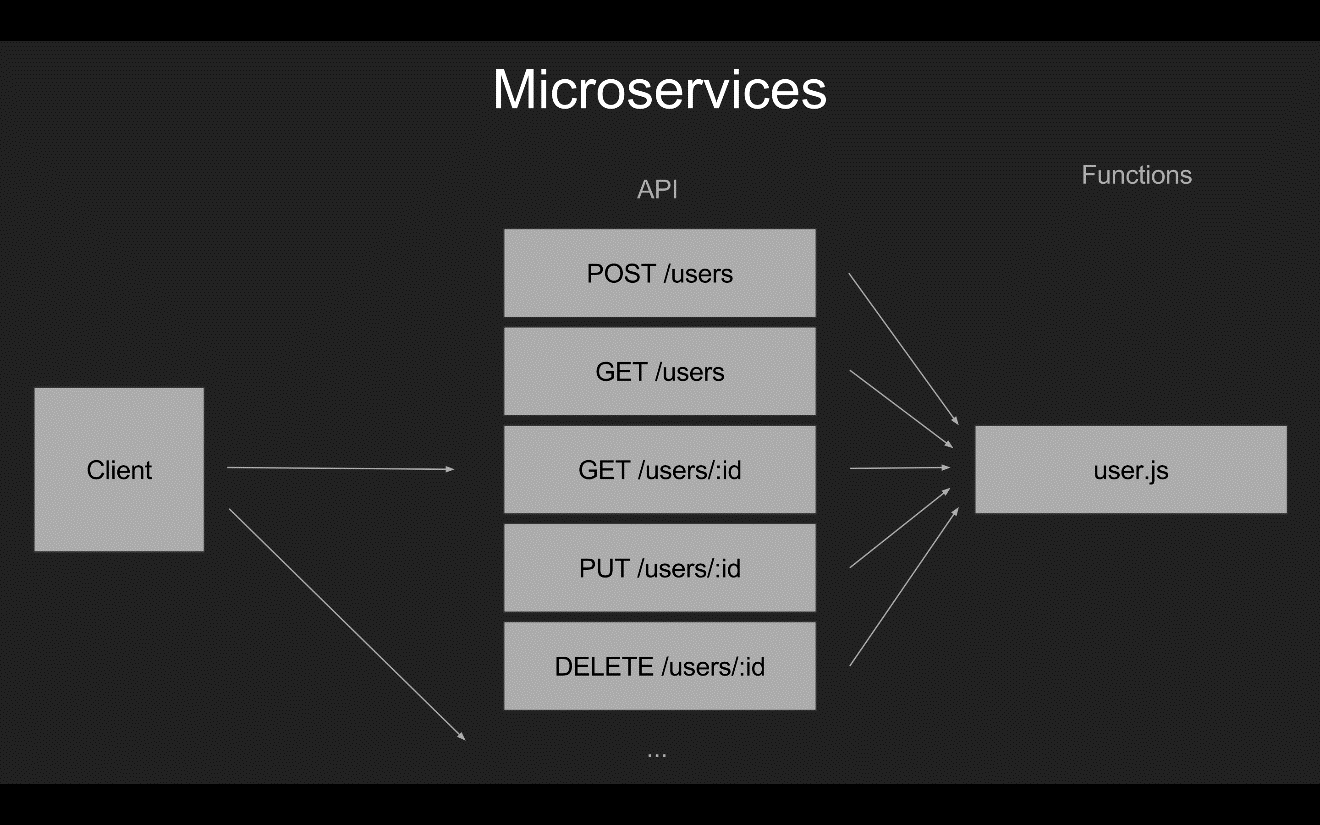 Microservices
API
Functions
POST /users
GET /users
Client
GET /users/:id
user.js
PUT /users/:id
DELETE /users/:id
...